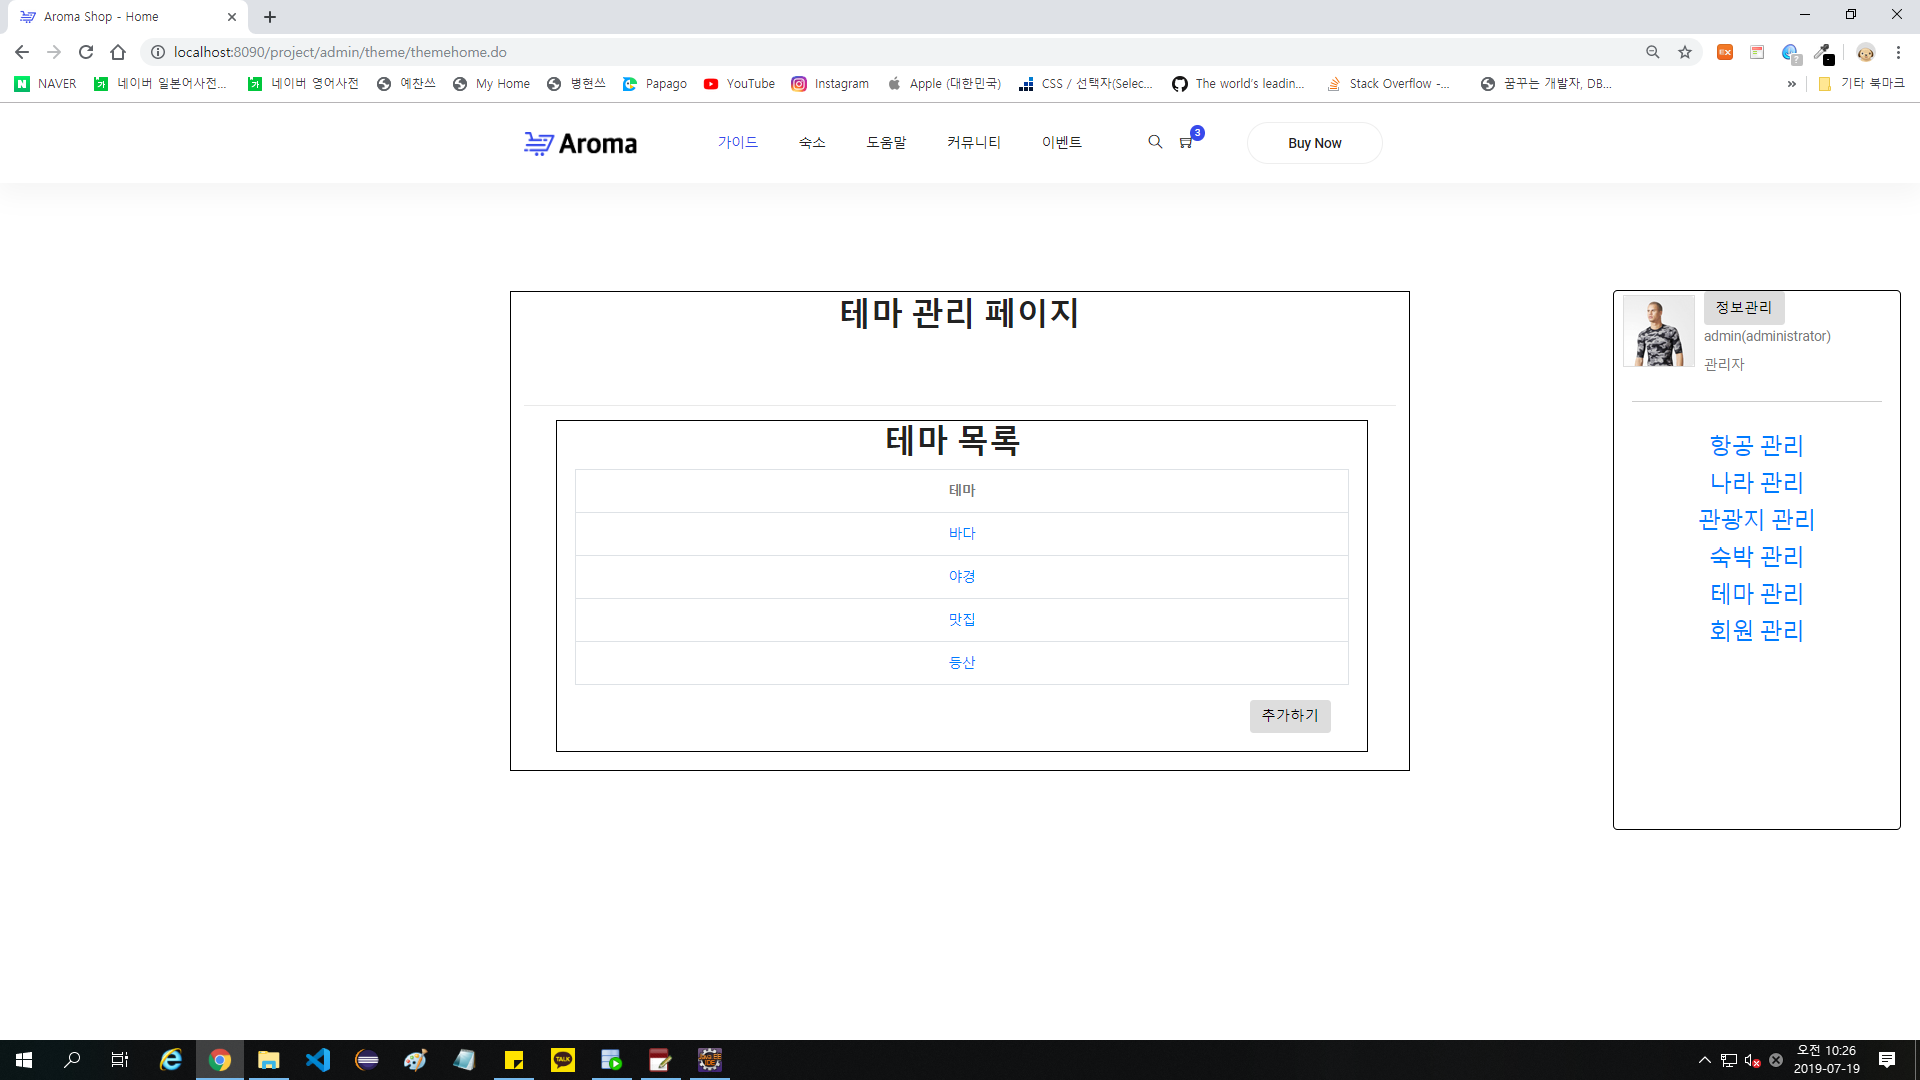 Aroma Shop - Home
localhost:8090/project/admin/theme/themehome.do
NAVER
네이버 일본어사전...
네이버 영어사전
예찬쓰
My Home
병현쓰
Papago
YouTube
Instagram
Apple (대한민국)
CSS / 선택자(Selec...
The world's leadin...
Stack Overflow -...
꿈꾸는 개발자, DB...
»
기타 북마크
Aroma
가이드
숙소
도움말
커뮤니티
이벤트
3
Buy Now
테마 관리 페이지
테마 목록
테마
바다
야경
맛집
등산
추가하기
정보관리
admin(administrator)
관리자
항공 관리
나라 관리
관광지 관리
숙박 관리
테마 관리
회원 관리
TALK
오전 10:26
2019-07-19